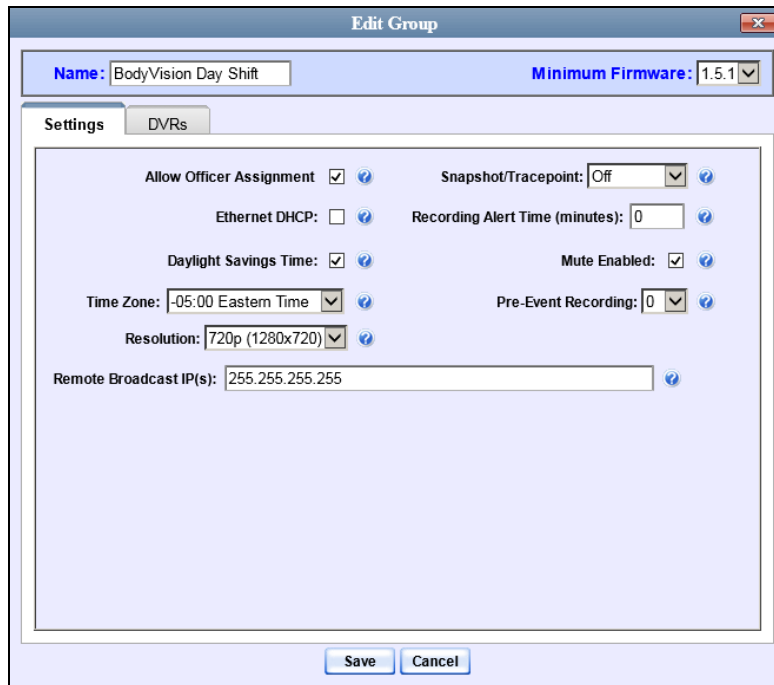 Edit Group
Name: BodyVision Day Shift Minimum Firmware: 1.5.1
Settings DVRs
Allow Officer Assignment Snapshot/Tracepoint: Off
Ethernet DHCP: Recording Alert Time (minutes): 0
Daylight Savings Time: Mute Enabled:
Time Zone: -05:00 Eastern Time Pre-Event Recording: 0
Resolution: 720p (1280x720)
Remote Broadcast IP(s): 255.255.255.255
Save Cancel